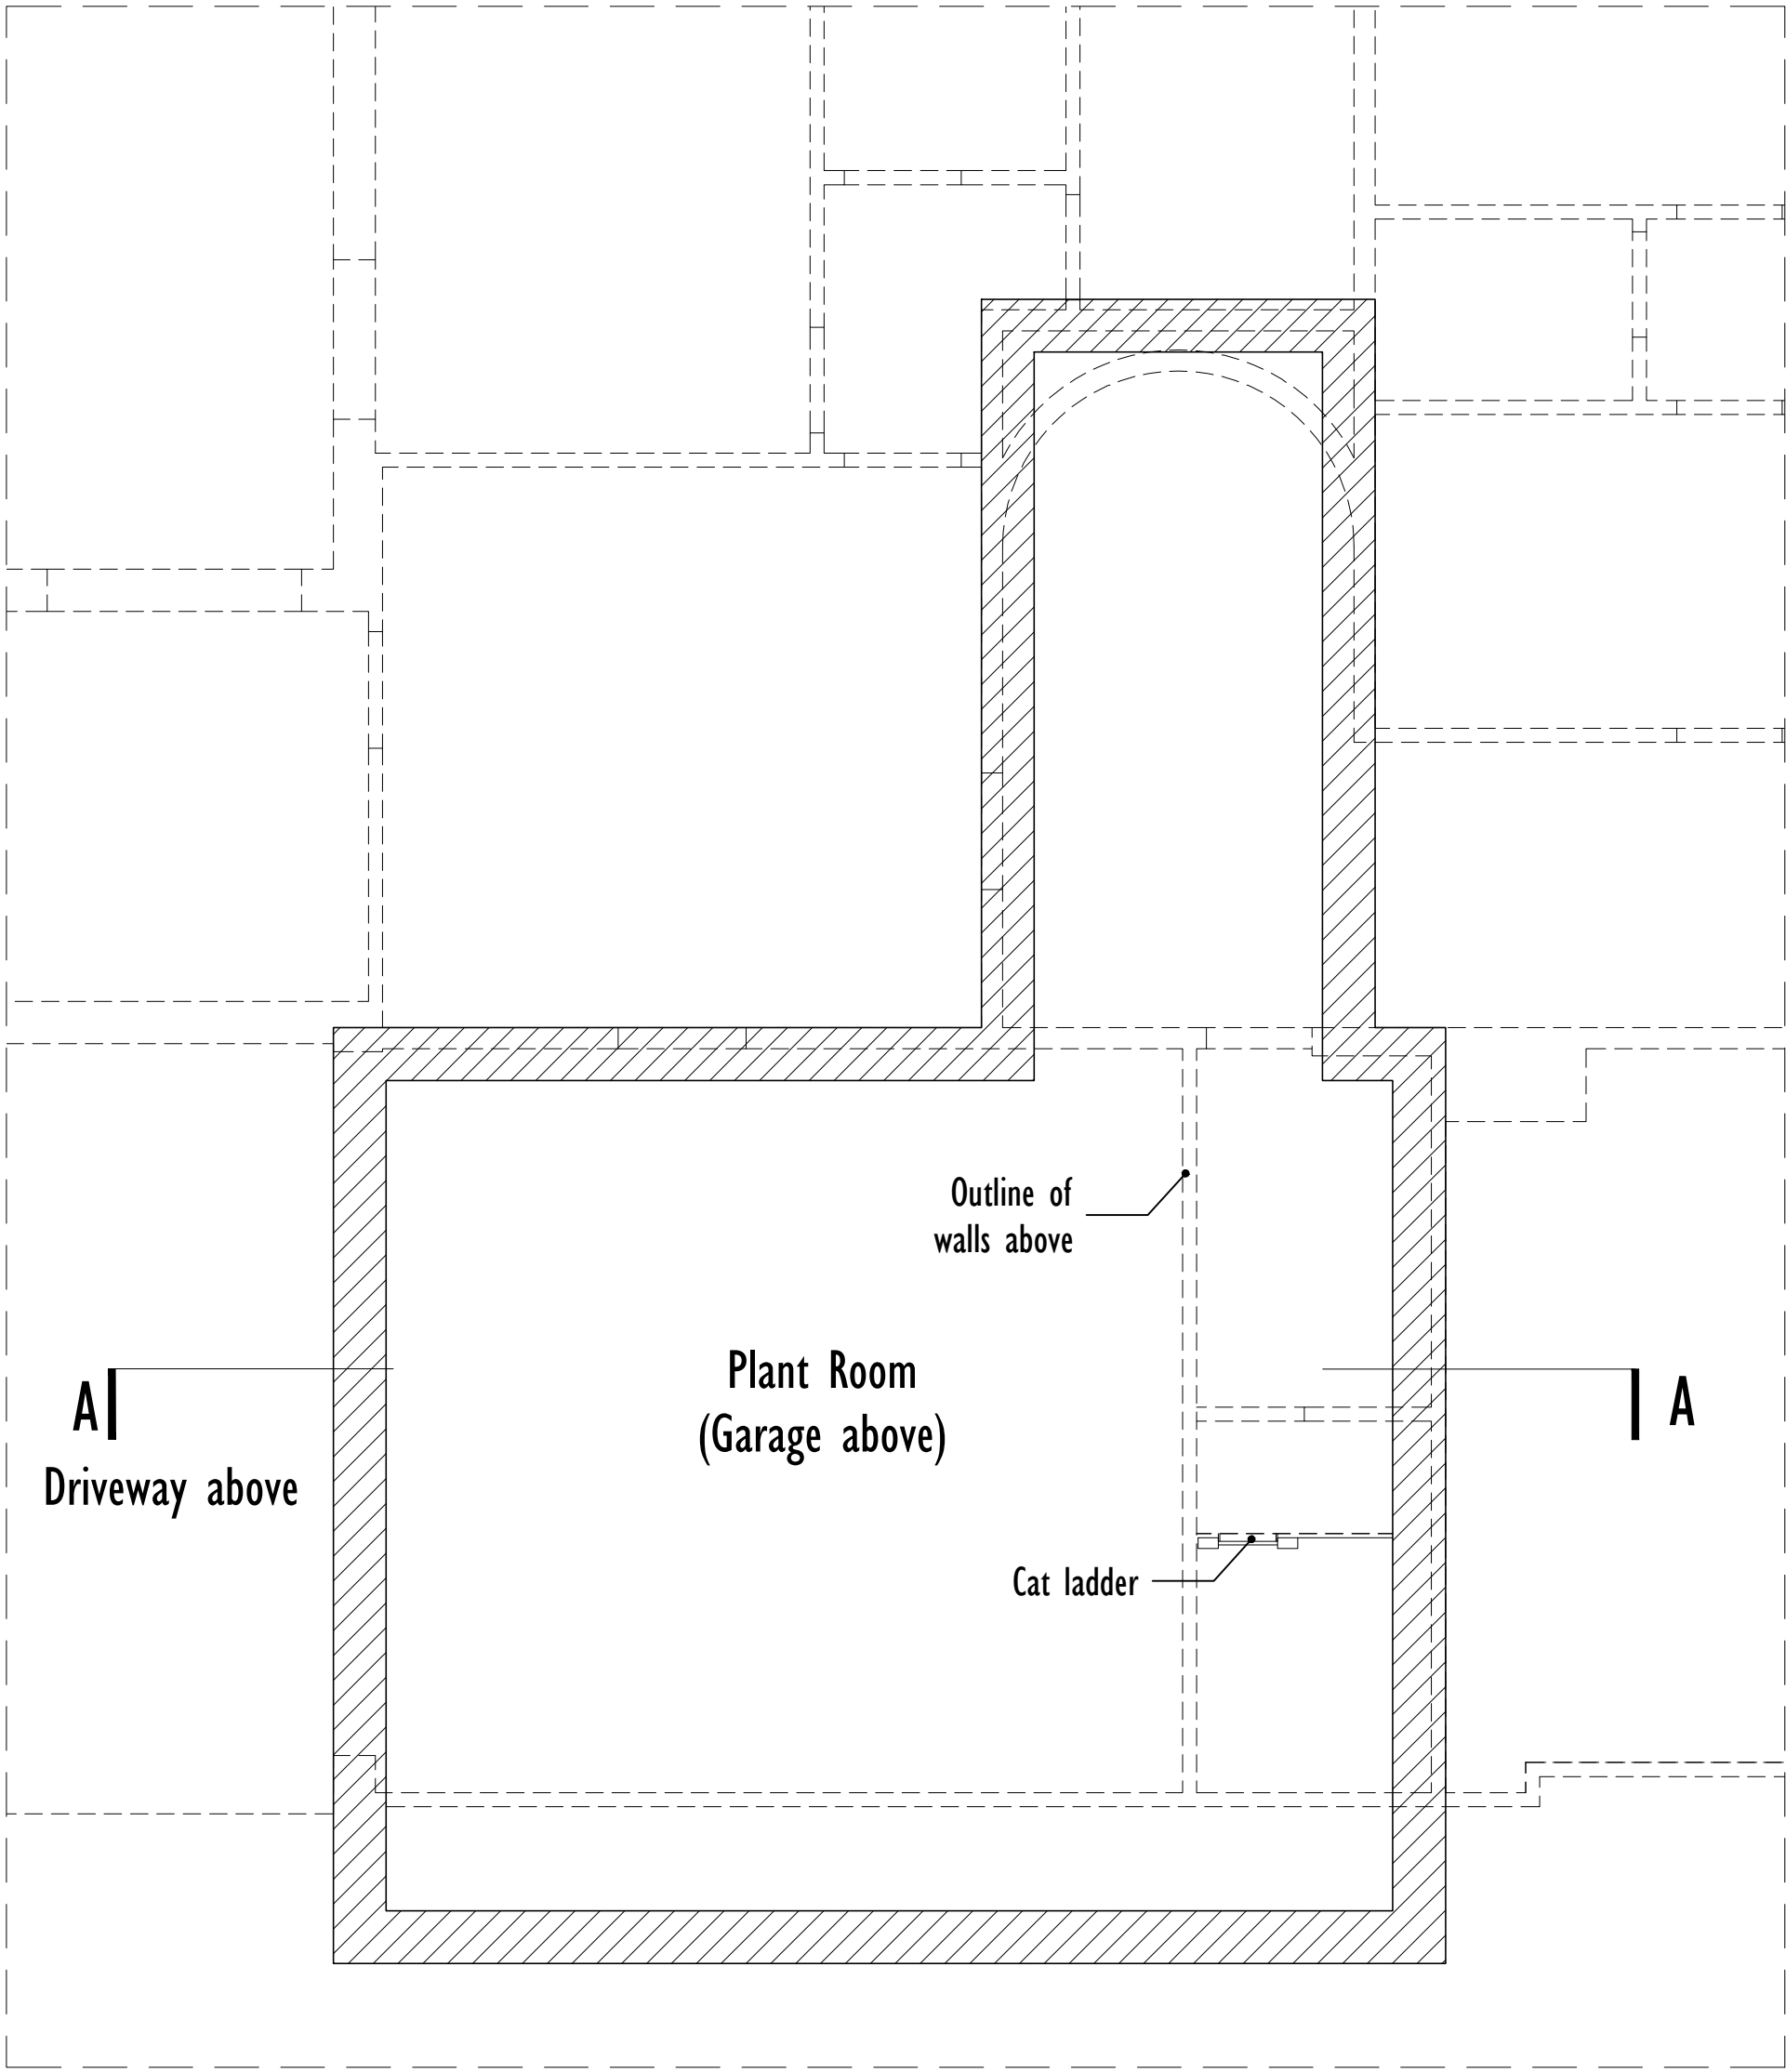 Outline of
walls above
Plant Room
(Garage above)
A
A
Driveway above
Cat ladder